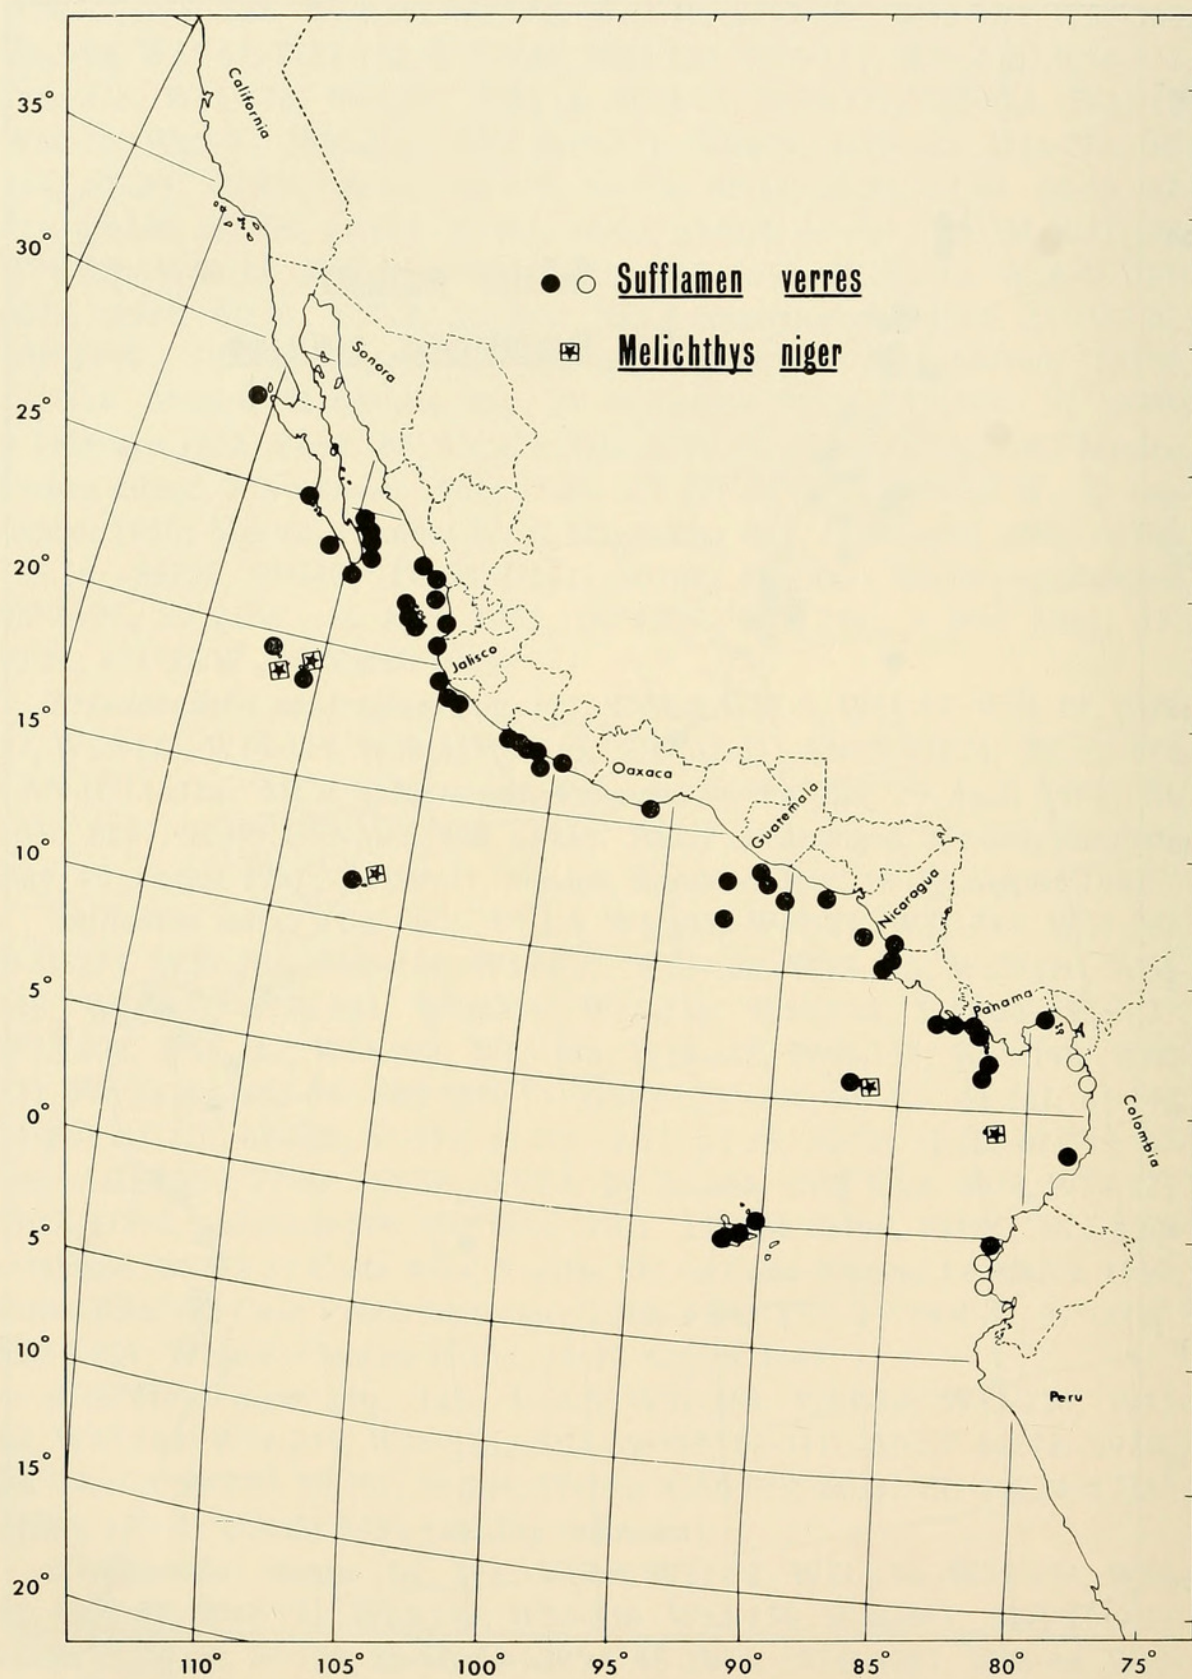 35°
California
30°
Sufflamen verres
Sonora
Melichthys niger
25°
20°
Jalisco
15°
Oaxaca
Guatemala
10°
Nicaragua
5°
Panama
0°
Colombia
5°
10°
Peru
15°
20°
110° 105° 100° 95° 90° 85° 80° 75°